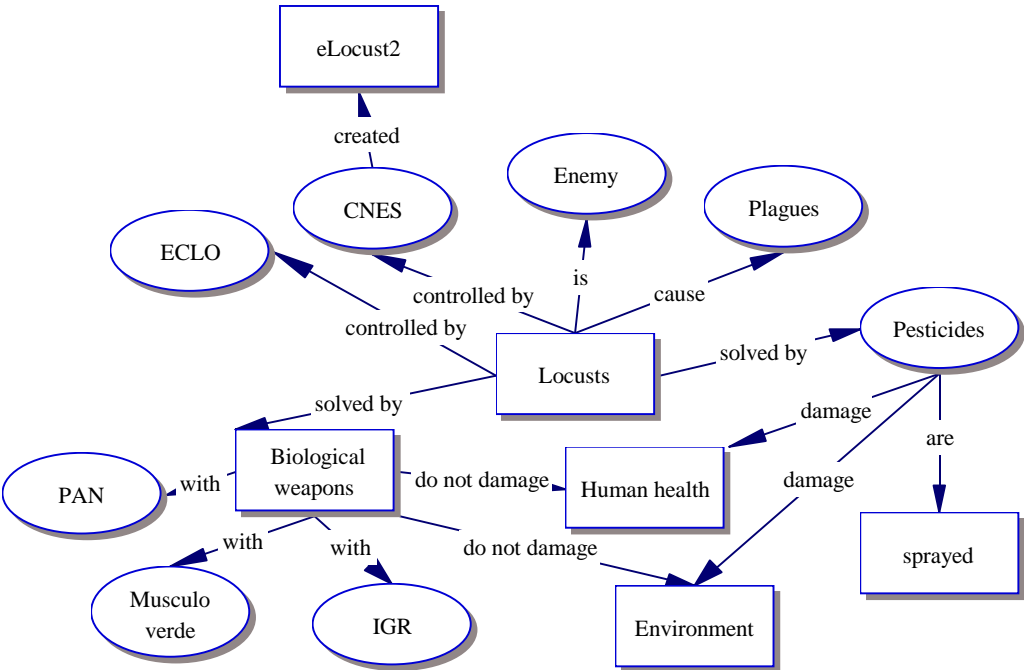 eLocust2
created
Enemy
CNES
Plagues
ECLO
is
controlled by
cause
controlled by
Pesticides
solved by
Locusts
solved by
damage
are
Biological
weapons
PAN
with
do not damage
Human health
damage
with
with
do not damage
sprayed
Musculo
verde
IGR
Environment